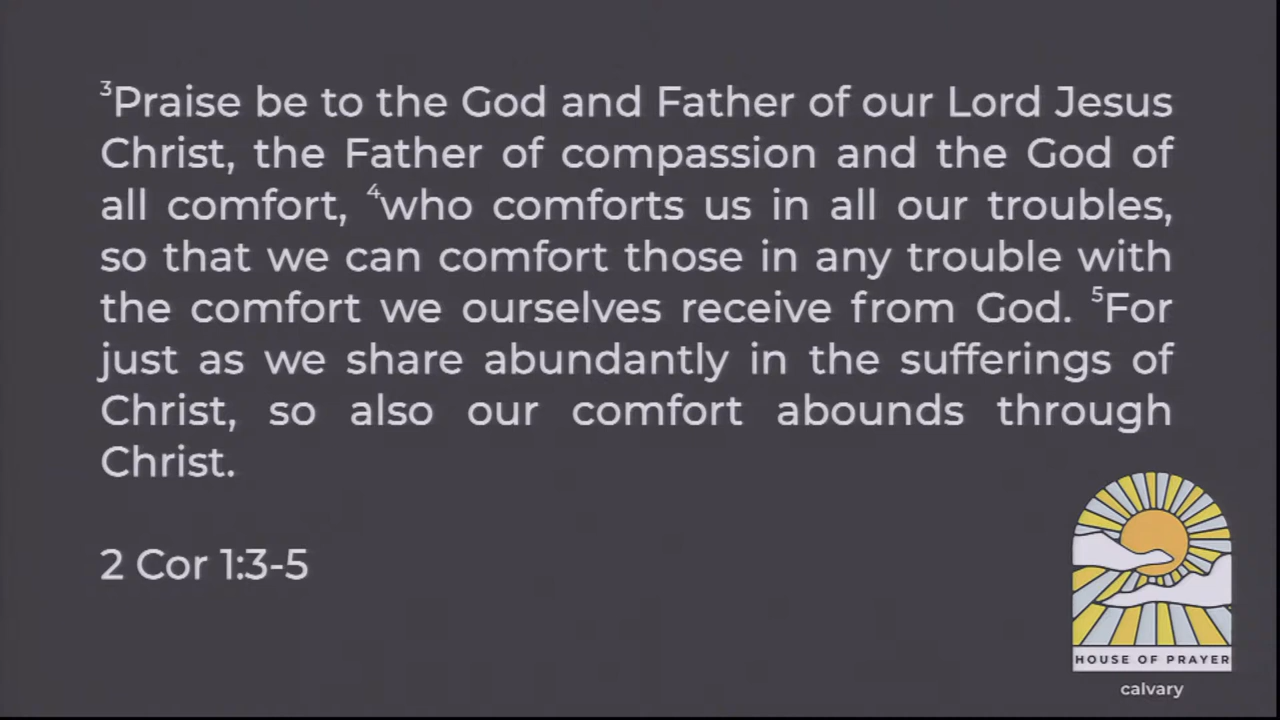 ³Praise be to the God and Father of our Lord Jesus
Christ, the Father of compassion and the God of
all comfort, ⁴who comforts us in all our troubles,
so that we can comfort those in any trouble with
the comfort we ourselves receive from God. ⁵For
just as we share abundantly in the sufferings of
Christ, so also our comfort abounds through
Christ.
2 Cor 1:3-5
HOUSE OF PRAYER
calvary